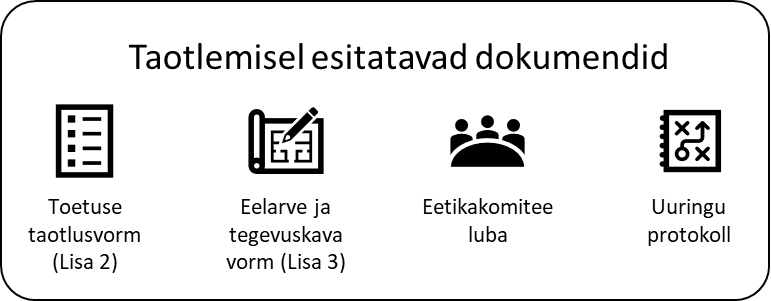 Taotlemisel esitatavad dokumendid
Toetuse
taotlusvorm
(Lisa 2)
Eelarve ja
tegevuskava
vorm (Lisa 3)
Eetikakomitee
luba
Uuringu
protokoll